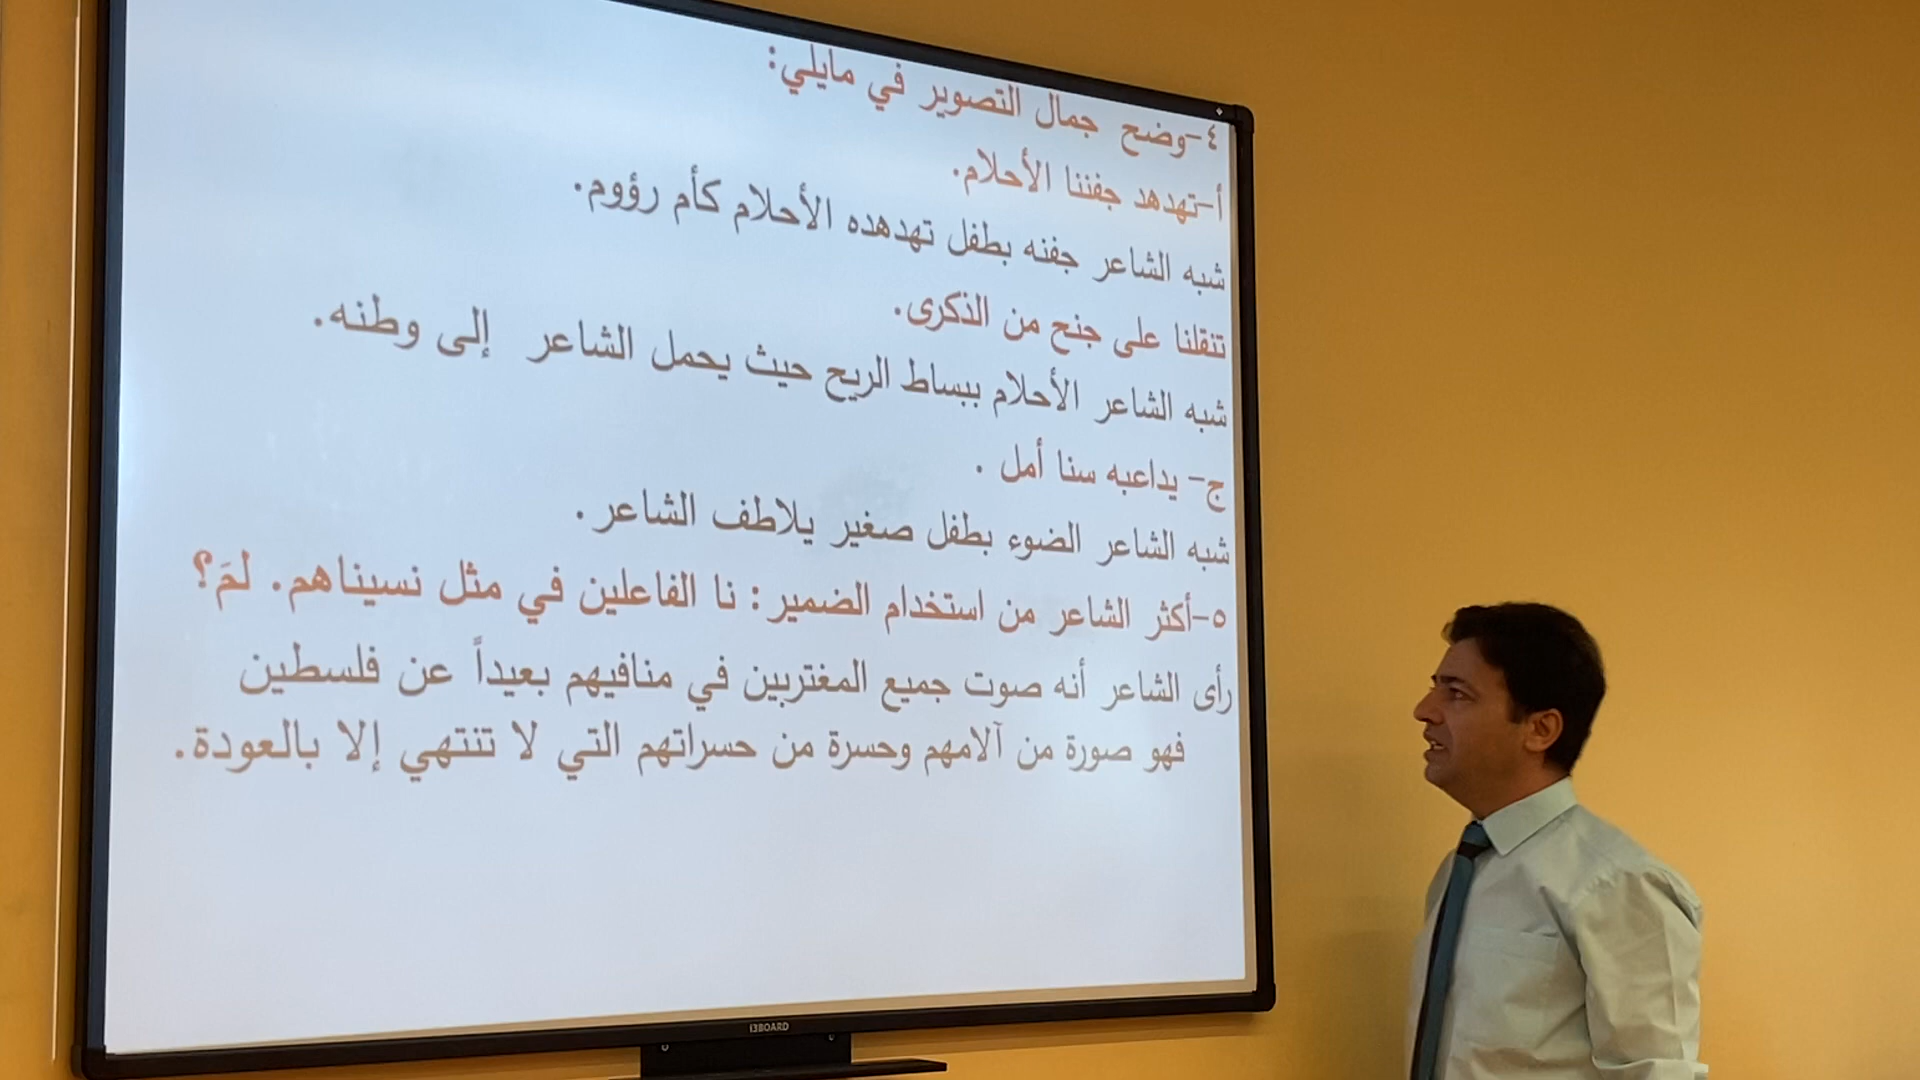 ٤-وضح جمال التصوير في مايلي:
أ-تهدهد جفننا الأحلام.
شبه الشاعر جفنه بطفل تهدهده الأحلام كأم رؤوم.
تنقلنا على جنح من الذكرى.
شبه الشاعر الأحلام ببساط الريح حيث يحمل الشاعر إلى وطنه.
ج- يداعبه سنا أمل .
شبه الشاعر الضوء بطفل صغير يلاطف الشاعر.
٥-أكثر الشاعر من استخدام الضمير: نا الفاعلين في مثل نسيناهم. لمَ؟
رأى الشاعر أنه صوت جميع المغتربين في منافيهم بعيداً عن فلسطين
فهو صورة من آلامهم وحسرة من حسراتهم التي لا تنتهي إلا بالعودة.
i3BOARD